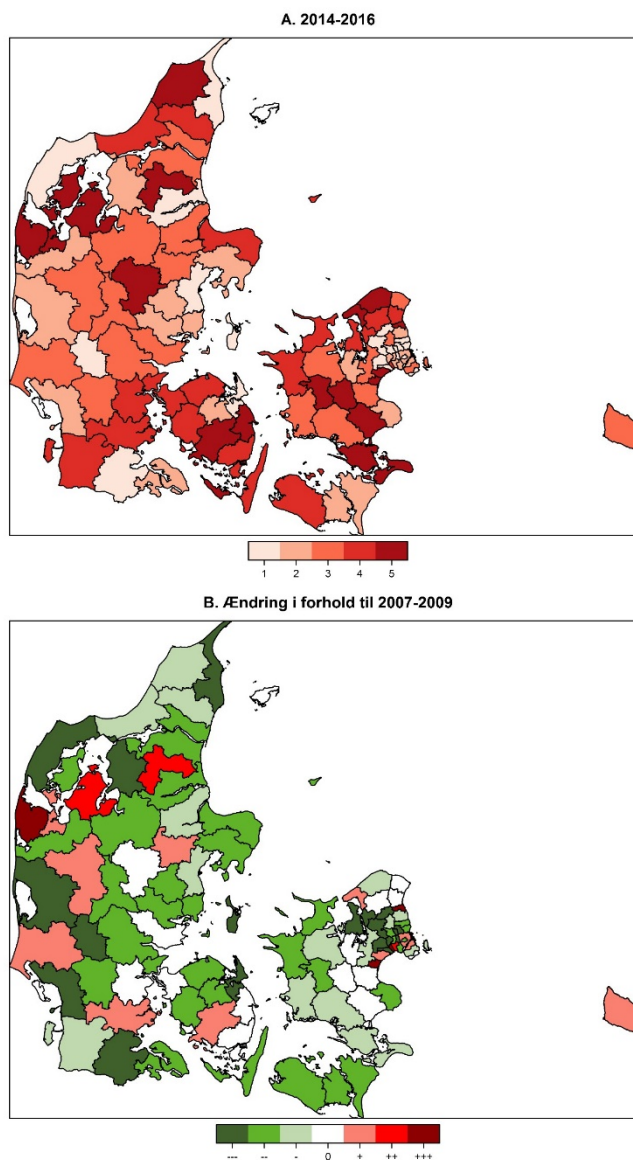 A. 2014-2016
1 2 3 4 5
B. Ændring i forhold til 2007-2009
--- -- - 0 + ++ +++